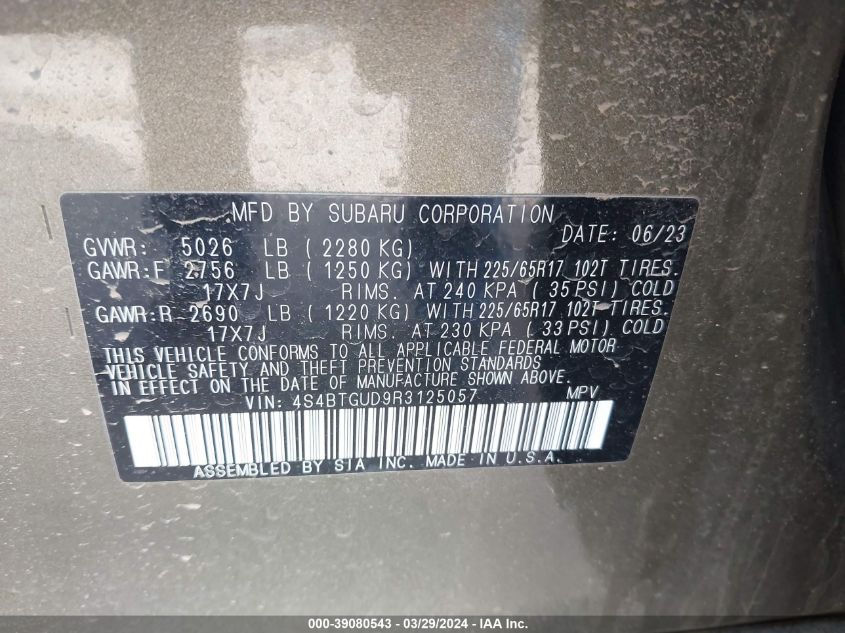 MFD BY SUBARU CORPORATION
DATE: 06/23
GVWR: 5026 LB ( 2280 KG)
GAWR:F 2756 LB ( 1250 KG) WITH 225/65R17 102T TIRES.
17X7J RIMS. AT 240 KPA ( 35 PSI) COLD
GAWR:R 2690 LB ( 1220 KG) WITH 225/65R17 102T TIRES.
17X7J RIMS. AT 230 KPA ( 33 PSI) COLD
THIS VEHICLE CONFORMS TO ALL APPLICABLE FEDERAL MOTOR
VEHICLE SAFETY AND THEFT PREVENTION STANDARDS
IN EFFECT ON THE DATE OF MANUFACTURE SHOWN ABOVE.
VIN: 4S4BTGUD9R3125057 MPV
ASSEMBLED BY SIA INC. MADE IN U.S.A.
000-39080543 - 03/29/2024 - IAA Inc.